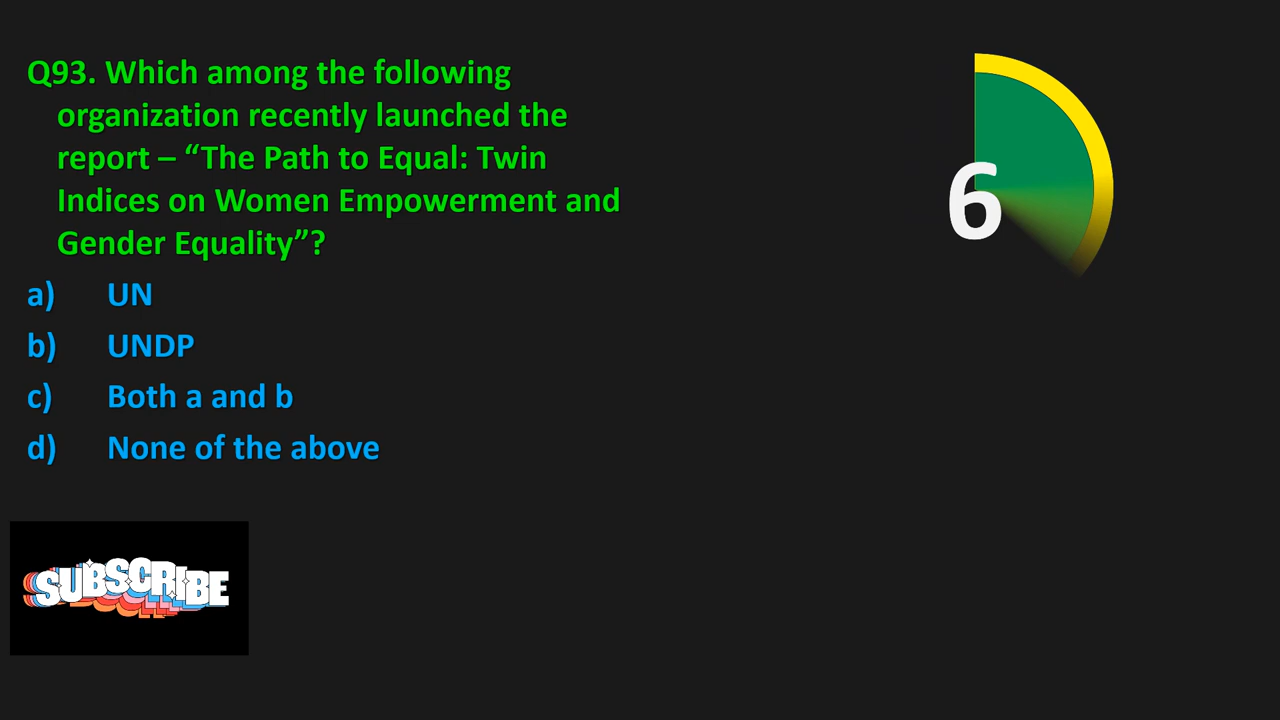 Q93. Which among the following
organization recently launched the
report – “The Path to Equal: Twin
Indices on Women Empowerment and
Gender Equality”?
a) UN
b) UNDP
c) Both a and b
d) None of the above
6
SUBSCRIBE